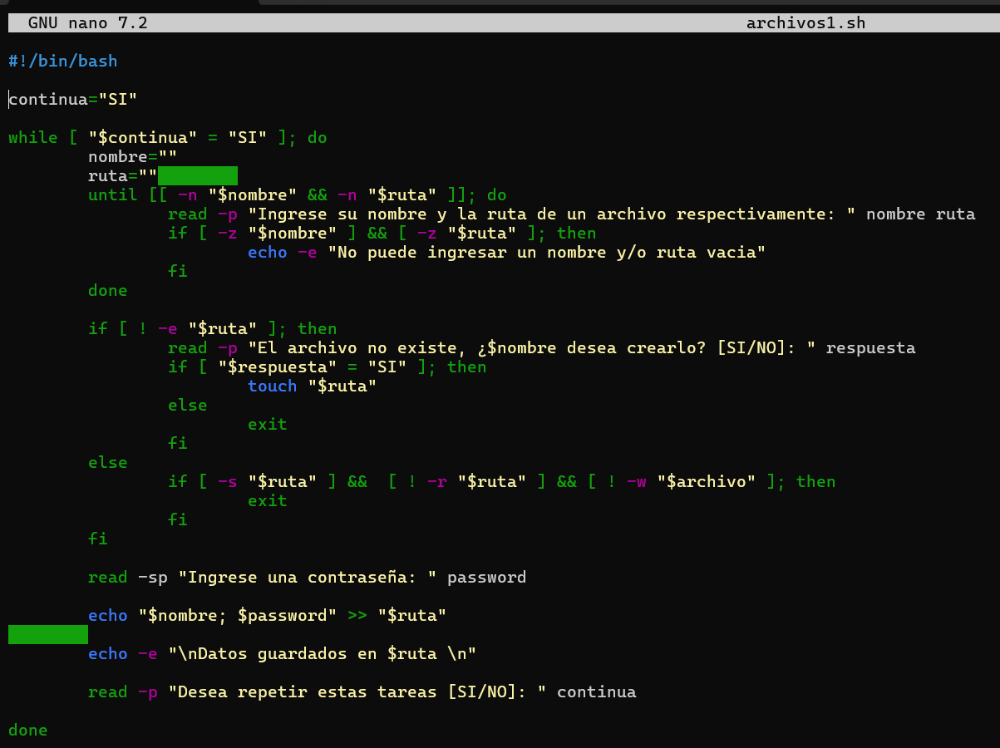 GNU nano 7.2 archivos1.sh
#!/bin/bash
continua="SI"
while [ "$continua" = "SI" ]; do
nombre=""
ruta=""
until [[ -n "$nombre" && -n "$ruta" ]]; do
read -p "Ingrese su nombre y la ruta de un archivo respectivamente: " nombre ruta
if [ -z "$nombre" ] && [ -z "$ruta" ]; then
echo -e "No puede ingresar un nombre y/o ruta vacia"
fi
done
if [ ! -e "$ruta" ]; then
read -p "El archivo no existe, ¿$nombre desea crearlo? [SI/NO]: " respuesta
if [ "$respuesta" = "SI" ]; then
touch "$ruta"
else
exit
fi
else
if [ -s "$ruta" ] &&  [ ! -r "$ruta" ] && [ ! -w "$archivo" ]; then
exit
fi
fi
read -sp "Ingrese una contraseña: " password
echo "$nombre; $password" >> "$ruta"
echo -e "\nDatos guardados en $ruta \n"
read -p "Desea repetir estas tareas [SI/NO]: " continua
done